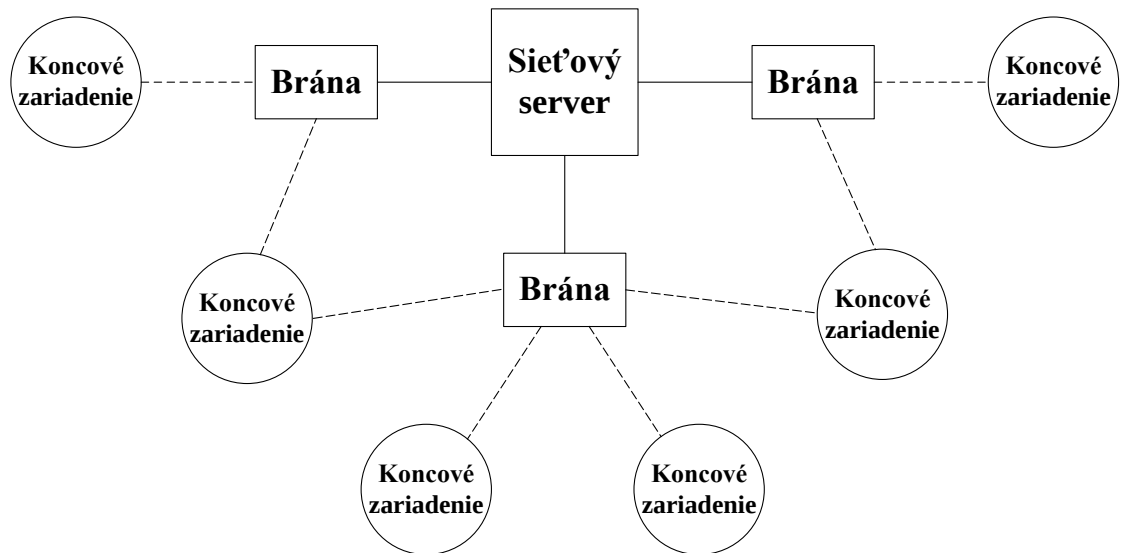 Koncové
zariadenie
Brána
Sieťový
server
Brána
Koncové
zariadenie
Koncové
zariadenie
Brána
Koncové
zariadenie
Koncové
zariadenie
Koncové
zariadenie